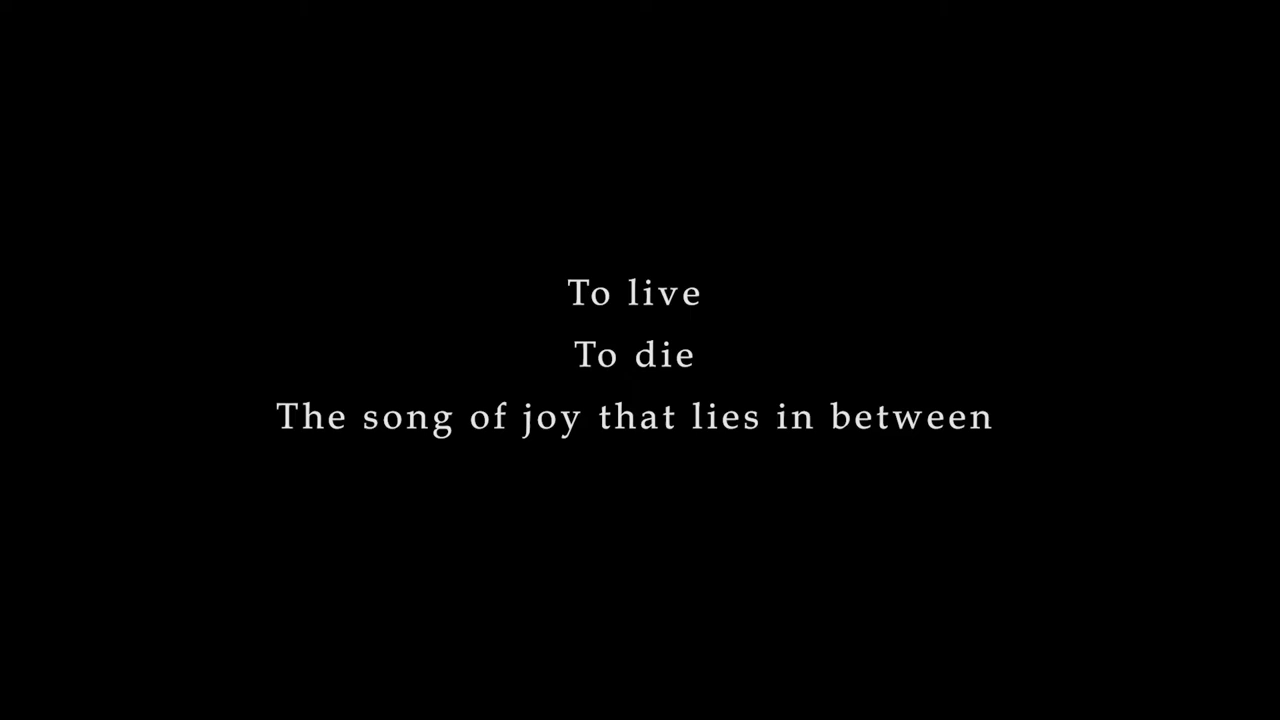 To live
To die
The song of joy that lies in between